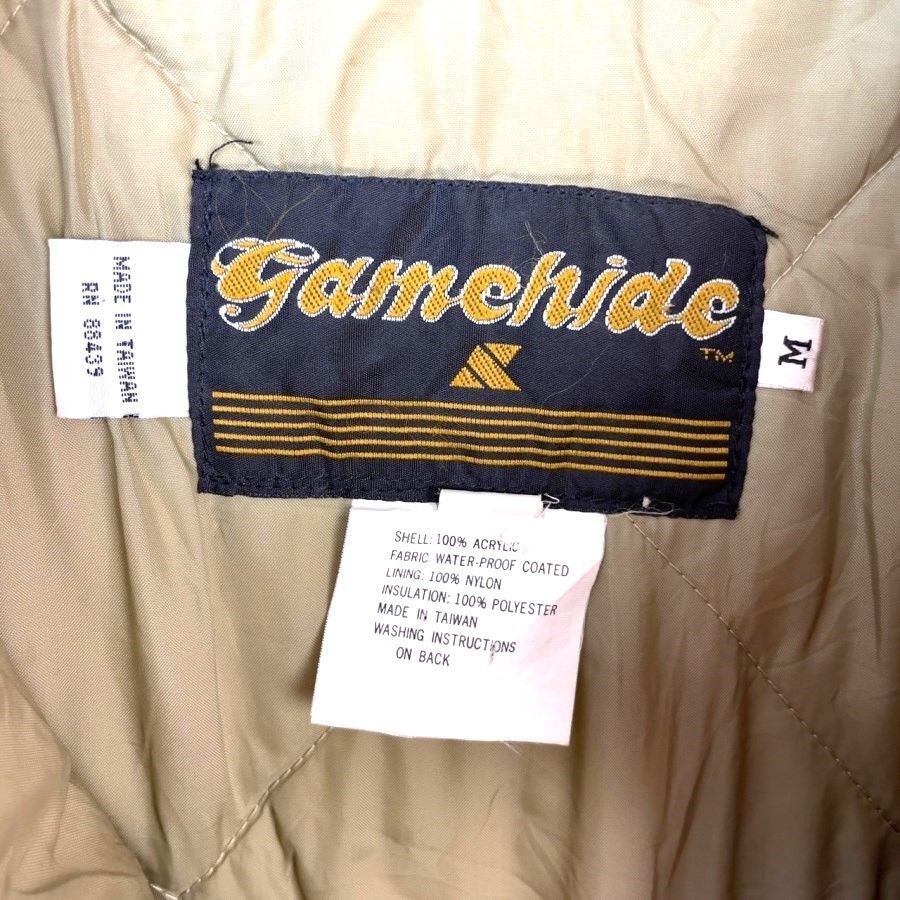 MADE IN TAIWAN
RN 88439
Gamehide
TM
M
SHELL: 100% ACRYLIC
FABRIC WATER-PROOF COATED
LINING: 100% NYLON
INSULATION: 100% POLYESTER
MADE IN TAIWAN
WASHING INSTRUCTIONS
ON BACK